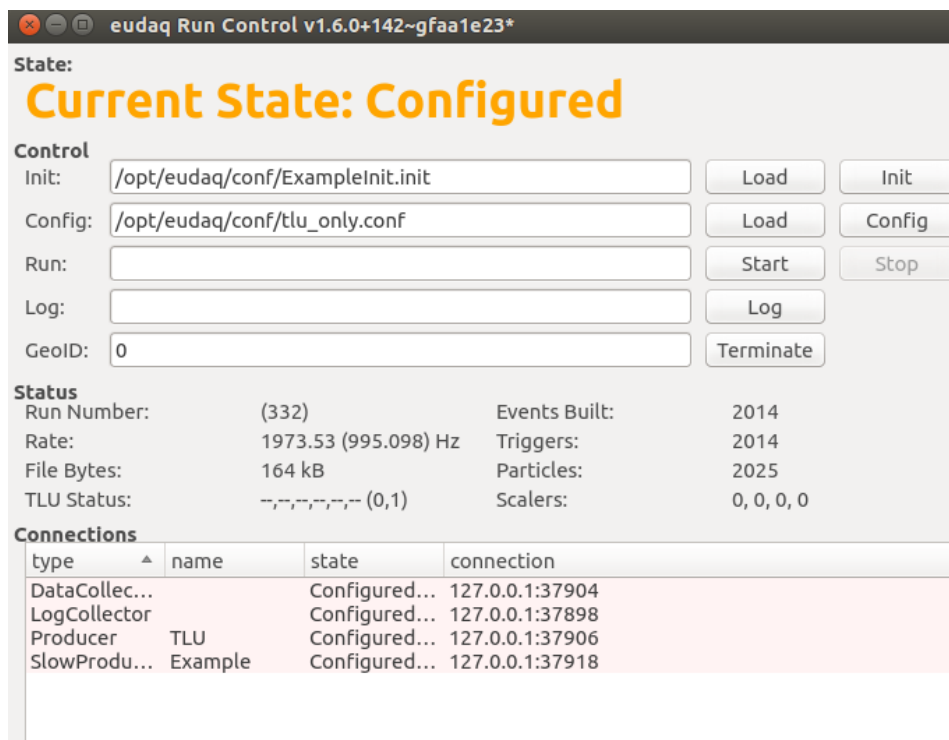 eudaq Run Control v1.6.0+142~gfaa1e23*
State:
Current State: Configured
Control
Init: /opt/eudaq/conf/ExampleInit.init Load Init
Config: /opt/eudaq/conf/tlu_only.conf Load Config
Run: Start Stop
Log: Log
GeoID: 0 Terminate
Status
Run Number: (332) Events Built: 2014
Rate: 1973.53 (995.098) Hz Triggers: 2014
File Bytes: 164 kB Particles: 2025
TLU Status: --,--,--,--,--,-- (0,1) Scalers: 0, 0, 0, 0
Connections
type name state connection
DataCollec... Configured... 127.0.0.1:37904
LogCollector Configured... 127.0.0.1:37898
Producer TLU Configured... 127.0.0.1:37906
SlowProdu... Example Configured... 127.0.0.1:37918